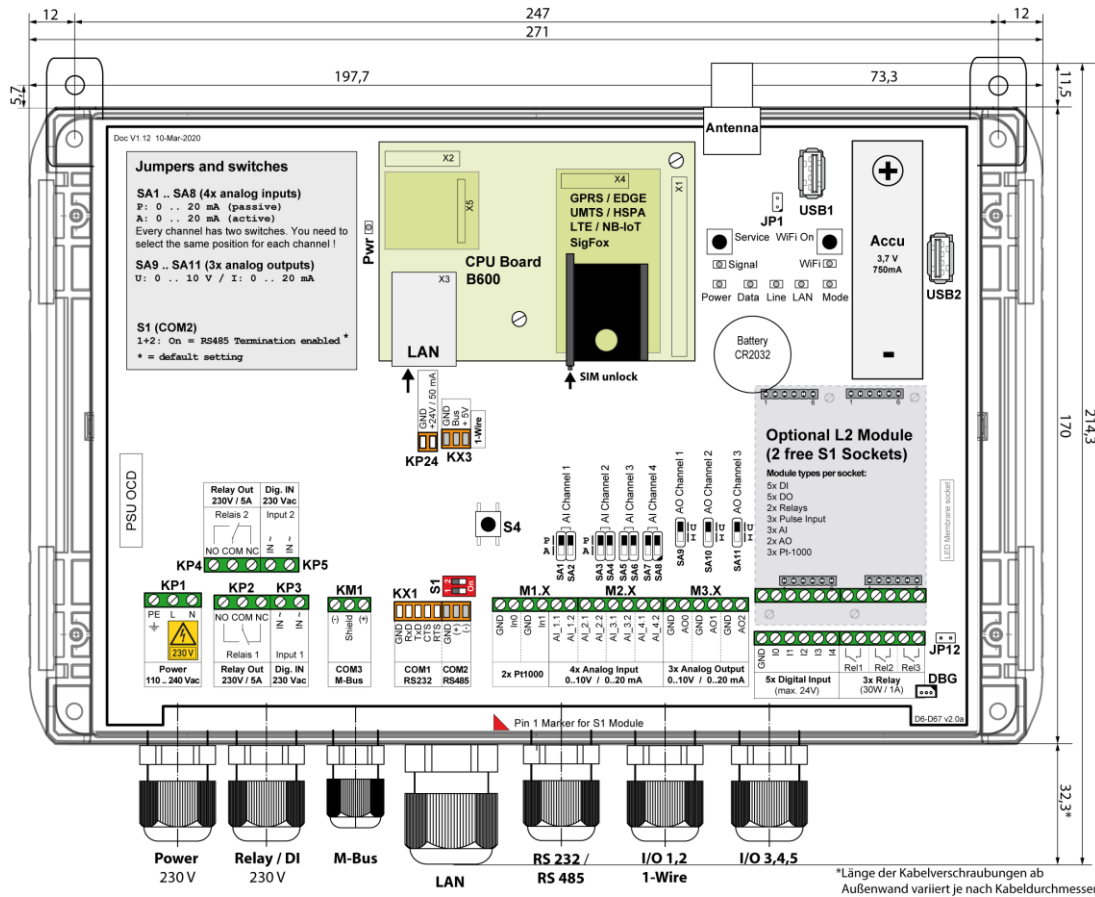 12
247
12
271
197,7
73,3
5,7
11,5
170
214,3
32,3*
Doc V1.12 10-Mar-2020
Jumpers and switches
SA1 .. SA8 (4x analog inputs)
P: 0 .. 20 mA (passive)
A: 0 .. 20 mA (active)
Every channel has two switches. You need to
select the same position for each channel !
SA9 .. SA11 (3x analog outputs)
U: 0 .. 10 V / I: 0 .. 20 mA
S1 (COM2)
1+2: On = RS485 Termination enabled *
* = default setting
Pwr
X2
X5
X3
X4
X1
GPRS / EDGE
UMTS / HSPA
LTE / NB-IoT
SigFox
CPU Board
B600
LAN
SIM unlock
Antenna
JP1
USB1
Service
WiFi On
Signal
WiFi
Power Data Line LAN Mode
Accu
3,7 V
750mA
USB2
Battery
CR2032
GND
+24V / 50 mA
KP24
GND
Bus
+ 5V
KX3
1-Wire
1
6
1
6
Optional L2 Module
(2 free S1 Sockets)
Module types per socket:
5x DI
5x DO
2x Relays
3x Pulse Input
3x AI
2x AO
3x Pt-1000
LED Membrane socket
PSU OCD
Relay Out
230V / 5A
Dig. IN
230 Vac
Relais 2
Input 2
NO COM NC
IN ~
IN ~
KP4
KP5
S4
AI Channel 1
AI Channel 2
AI Channel 3
AI Channel 4
AO Channel 1
AO Channel 2
AO Channel 3
P
A
P
A
U
I
U
I
U
I
SA1
SA2
SA3
SA4
SA5
SA6
SA7
SA8
SA9
SA10
SA11
KP1
PE L N
230 V
Power
110 .. 240 Vac
KP2
NO COM NC
Relais 1
Relay Out
230V / 5A
KP3
IN ~
IN ~
Input 1
Dig. IN
230 Vac
KM1
(-)
Shield
(+)
COM3
M-Bus
KX1
S1
1 2
On
GND
RxD
TxD
CTS
RTS
GND
(+)
(-)
COM1
RS232
COM2
RS485
M1.X
GND
In0
GND
In1
2x Pt1000
M2.X
AI_1.1
AI_1.2
AI_2.1
AI_2.2
AI_3.1
AI_3.2
AI_4.1
AI_4.2
4x Analog Input
0..10V / 0..20 mA
M3.X
GND
AO0
GND
AO1
GND
AO2
3x Analog Output
0..10V / 0..20 mA
GND
I0
I1
I2
I3
I4
5x Digital Input
(max. 24V)
Rel1
Rel2
Rel3
3x Relay
(30W / 1A)
JP12
DBG
Pin 1 Marker for S1 Module
D6-D67 v2.0a
Power
230 V
Relay / DI
230 V
M-Bus
LAN
RS 232 /
RS 485
I/O 1,2
1-Wire
I/O 3,4,5
*Länge der Kabelverschraubungen ab
Außenwand variiert je nach Kabeldurchmesser